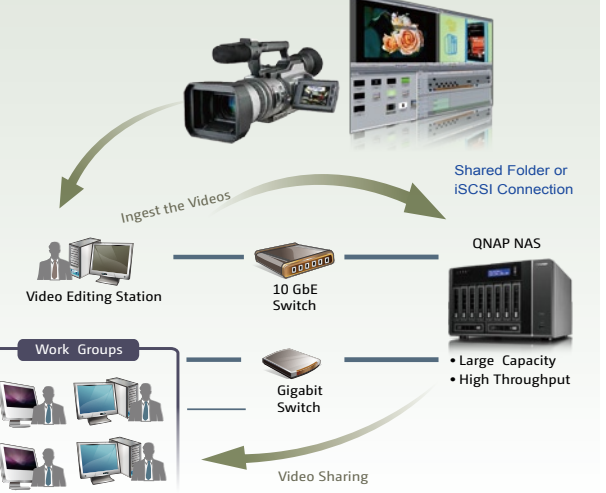 Shared Folder or
iSCSI Connection
Ingest the Videos
QNAP NAS
Video Editing Station
10 GbE
Switch
Work Groups
• Large Capacity
• High Throughput
Gigabit
Switch
Video Sharing